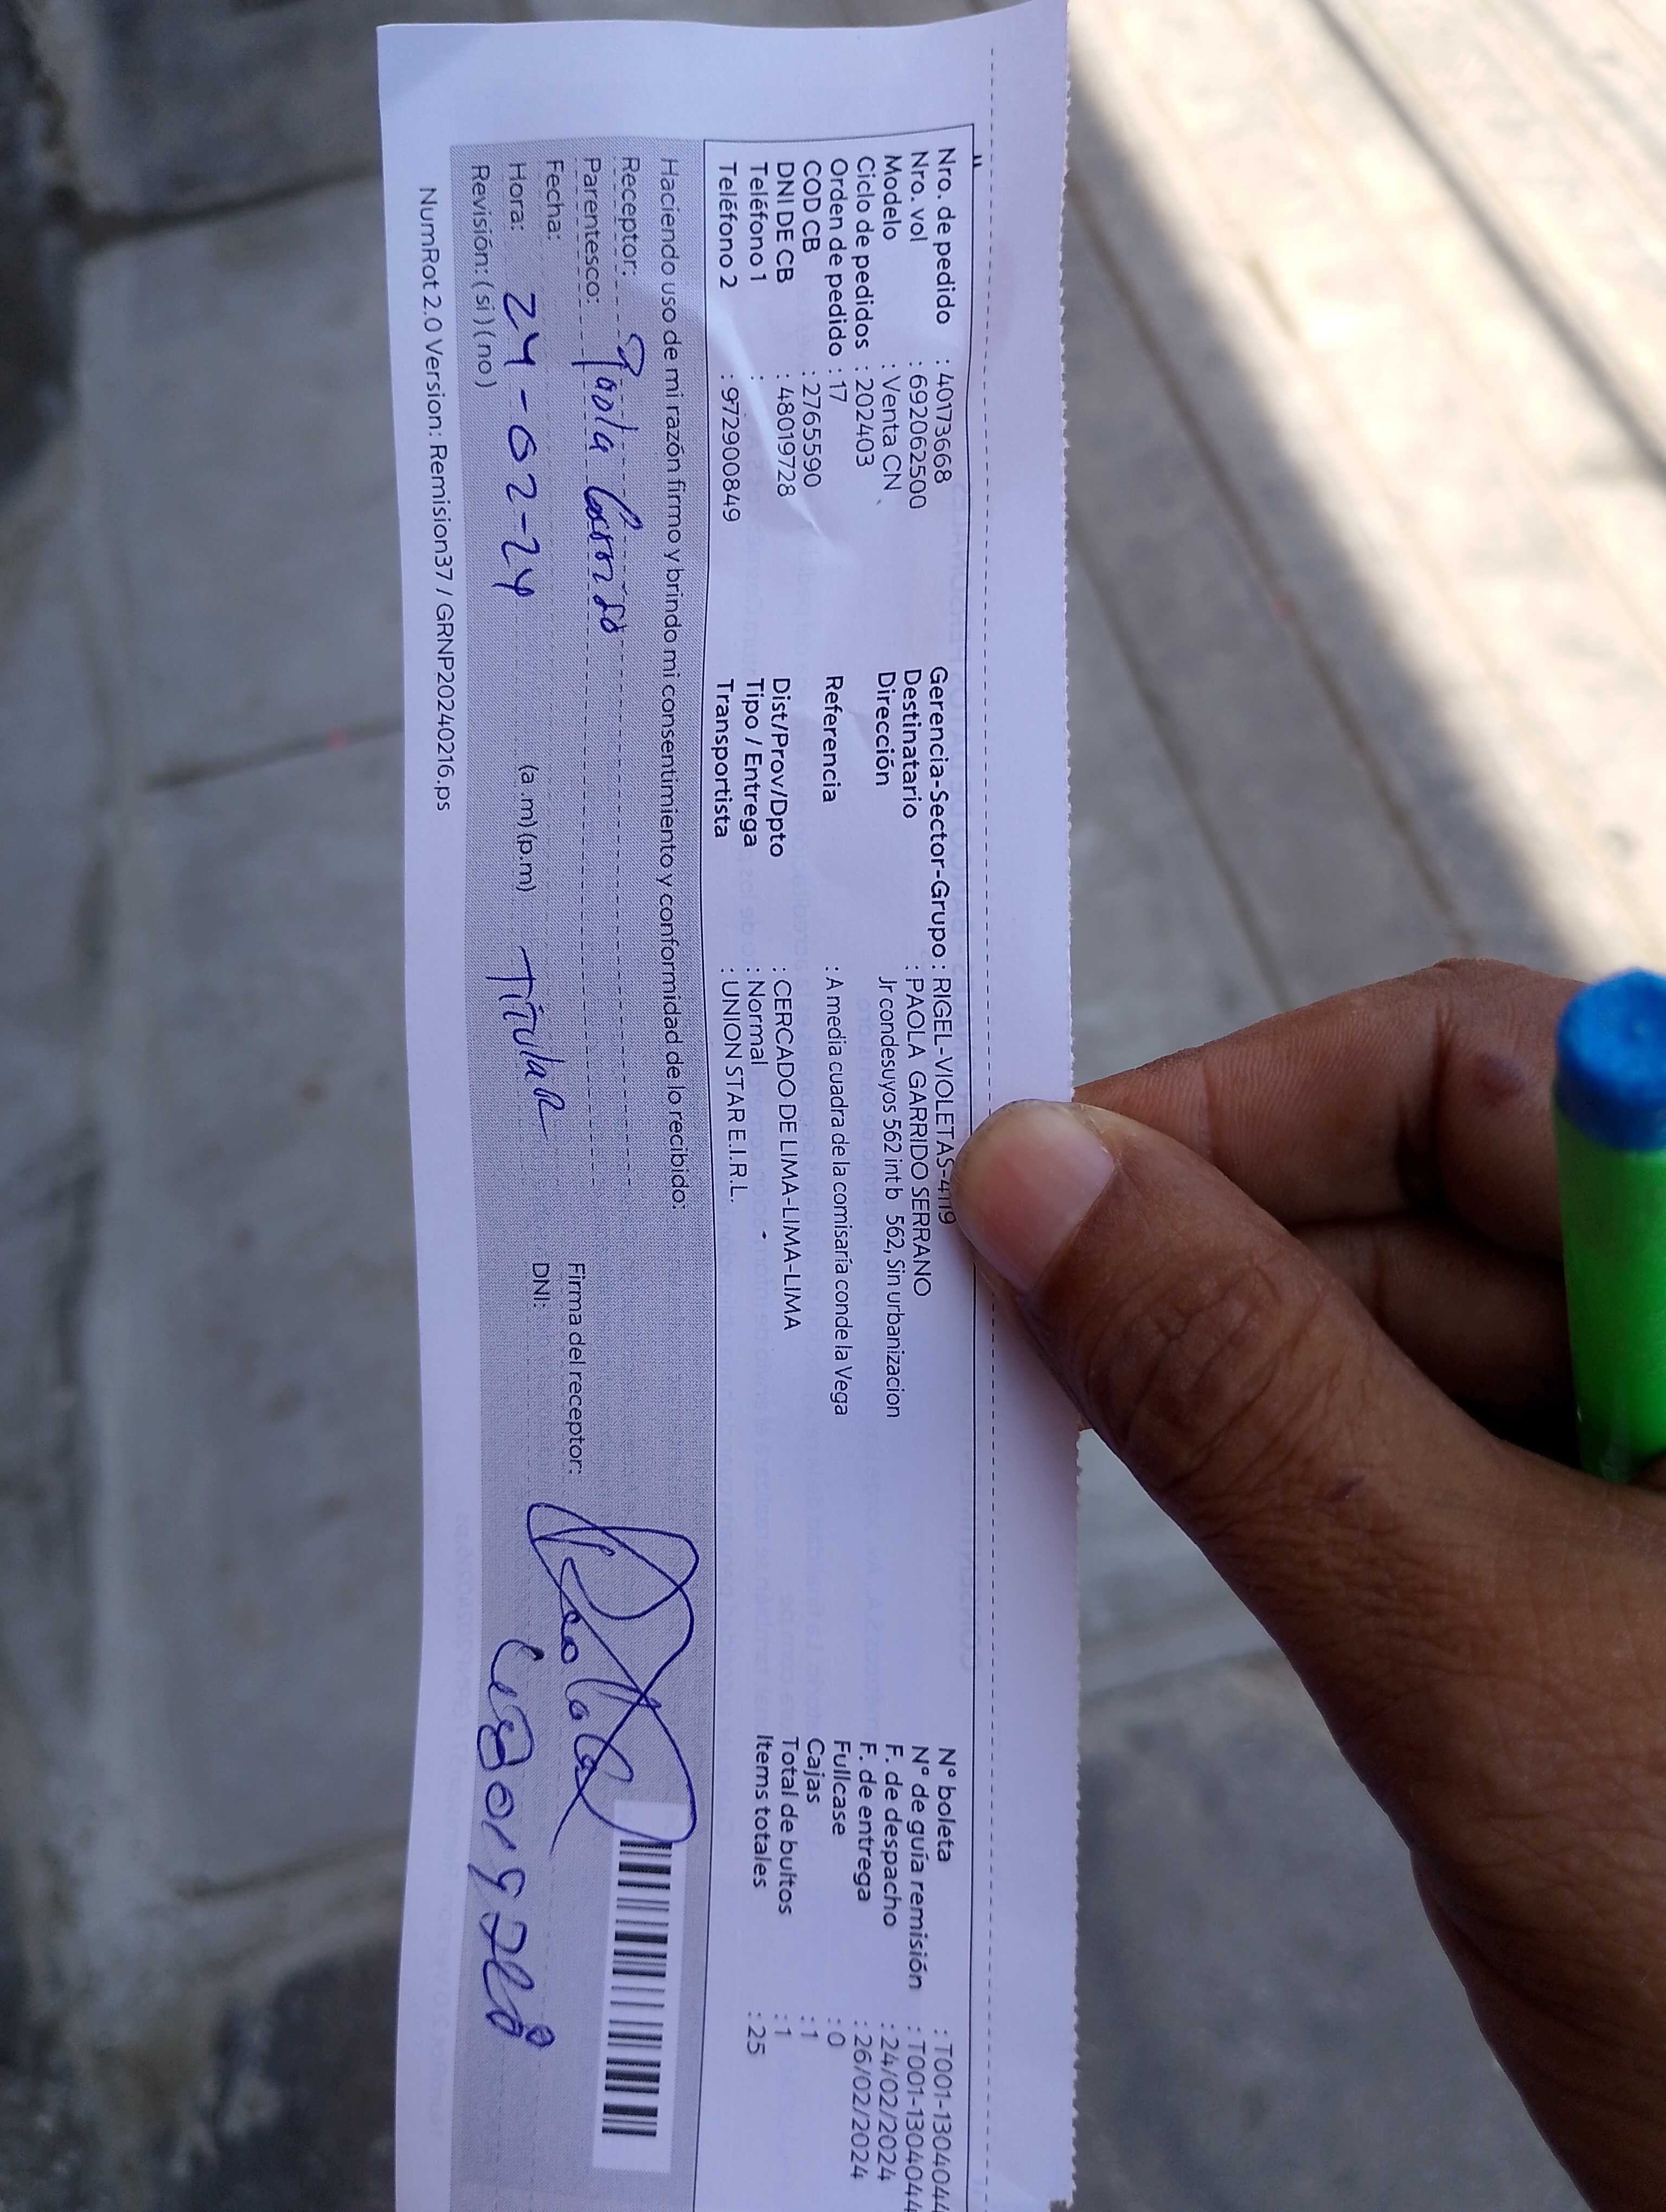 Nro. de pedido : 40173668
Nro. vol : 692062500
Modelo : Venta CN
Ciclo de pedidos : 202403
Orden de pedido : 17
COD CB : 2765590
DNI DE CB : 48019728
Teléfono 1 :
Teléfono 2 : 972900849
Gerencia-Sector-Grupo : RIGEL-VIOLETAS-4119
Destinatario : PAOLA GARRIDO SERRANO
Dirección Jr condesuyos 562 int b 562, Sin urbanizacion
Referencia : A media cuadra de la comisaría conde la Vega
Dist/Prov/Dpto : CERCADO DE LIMA-LIMA-LIMA
Tipo / Entrega : Normal -
Transportista : UNION STAR E.I.R.L.
N° boleta : T001-1304044
N° de guía remisión : T001-1304044
F. de despacho : 24/02/2024
F. de entrega : 26/02/2024
Fullcase : 0
Cajas : 1
Total de bultos : 1
Items totales : 25
Haciendo uso de mi razón firmo y brindo mi consentimiento y conformidad de lo recibido:
Receptor: Paola Garrido
Parentesco:
Fecha:
Hora: 24-02-24 (a.m) (p.m) Titular
Revisión: ( si ) ( no )
Firma del receptor: Paola
DNI: 48019728
NumRot 2.0 Version: Remision37 / GRNP20240216.ps